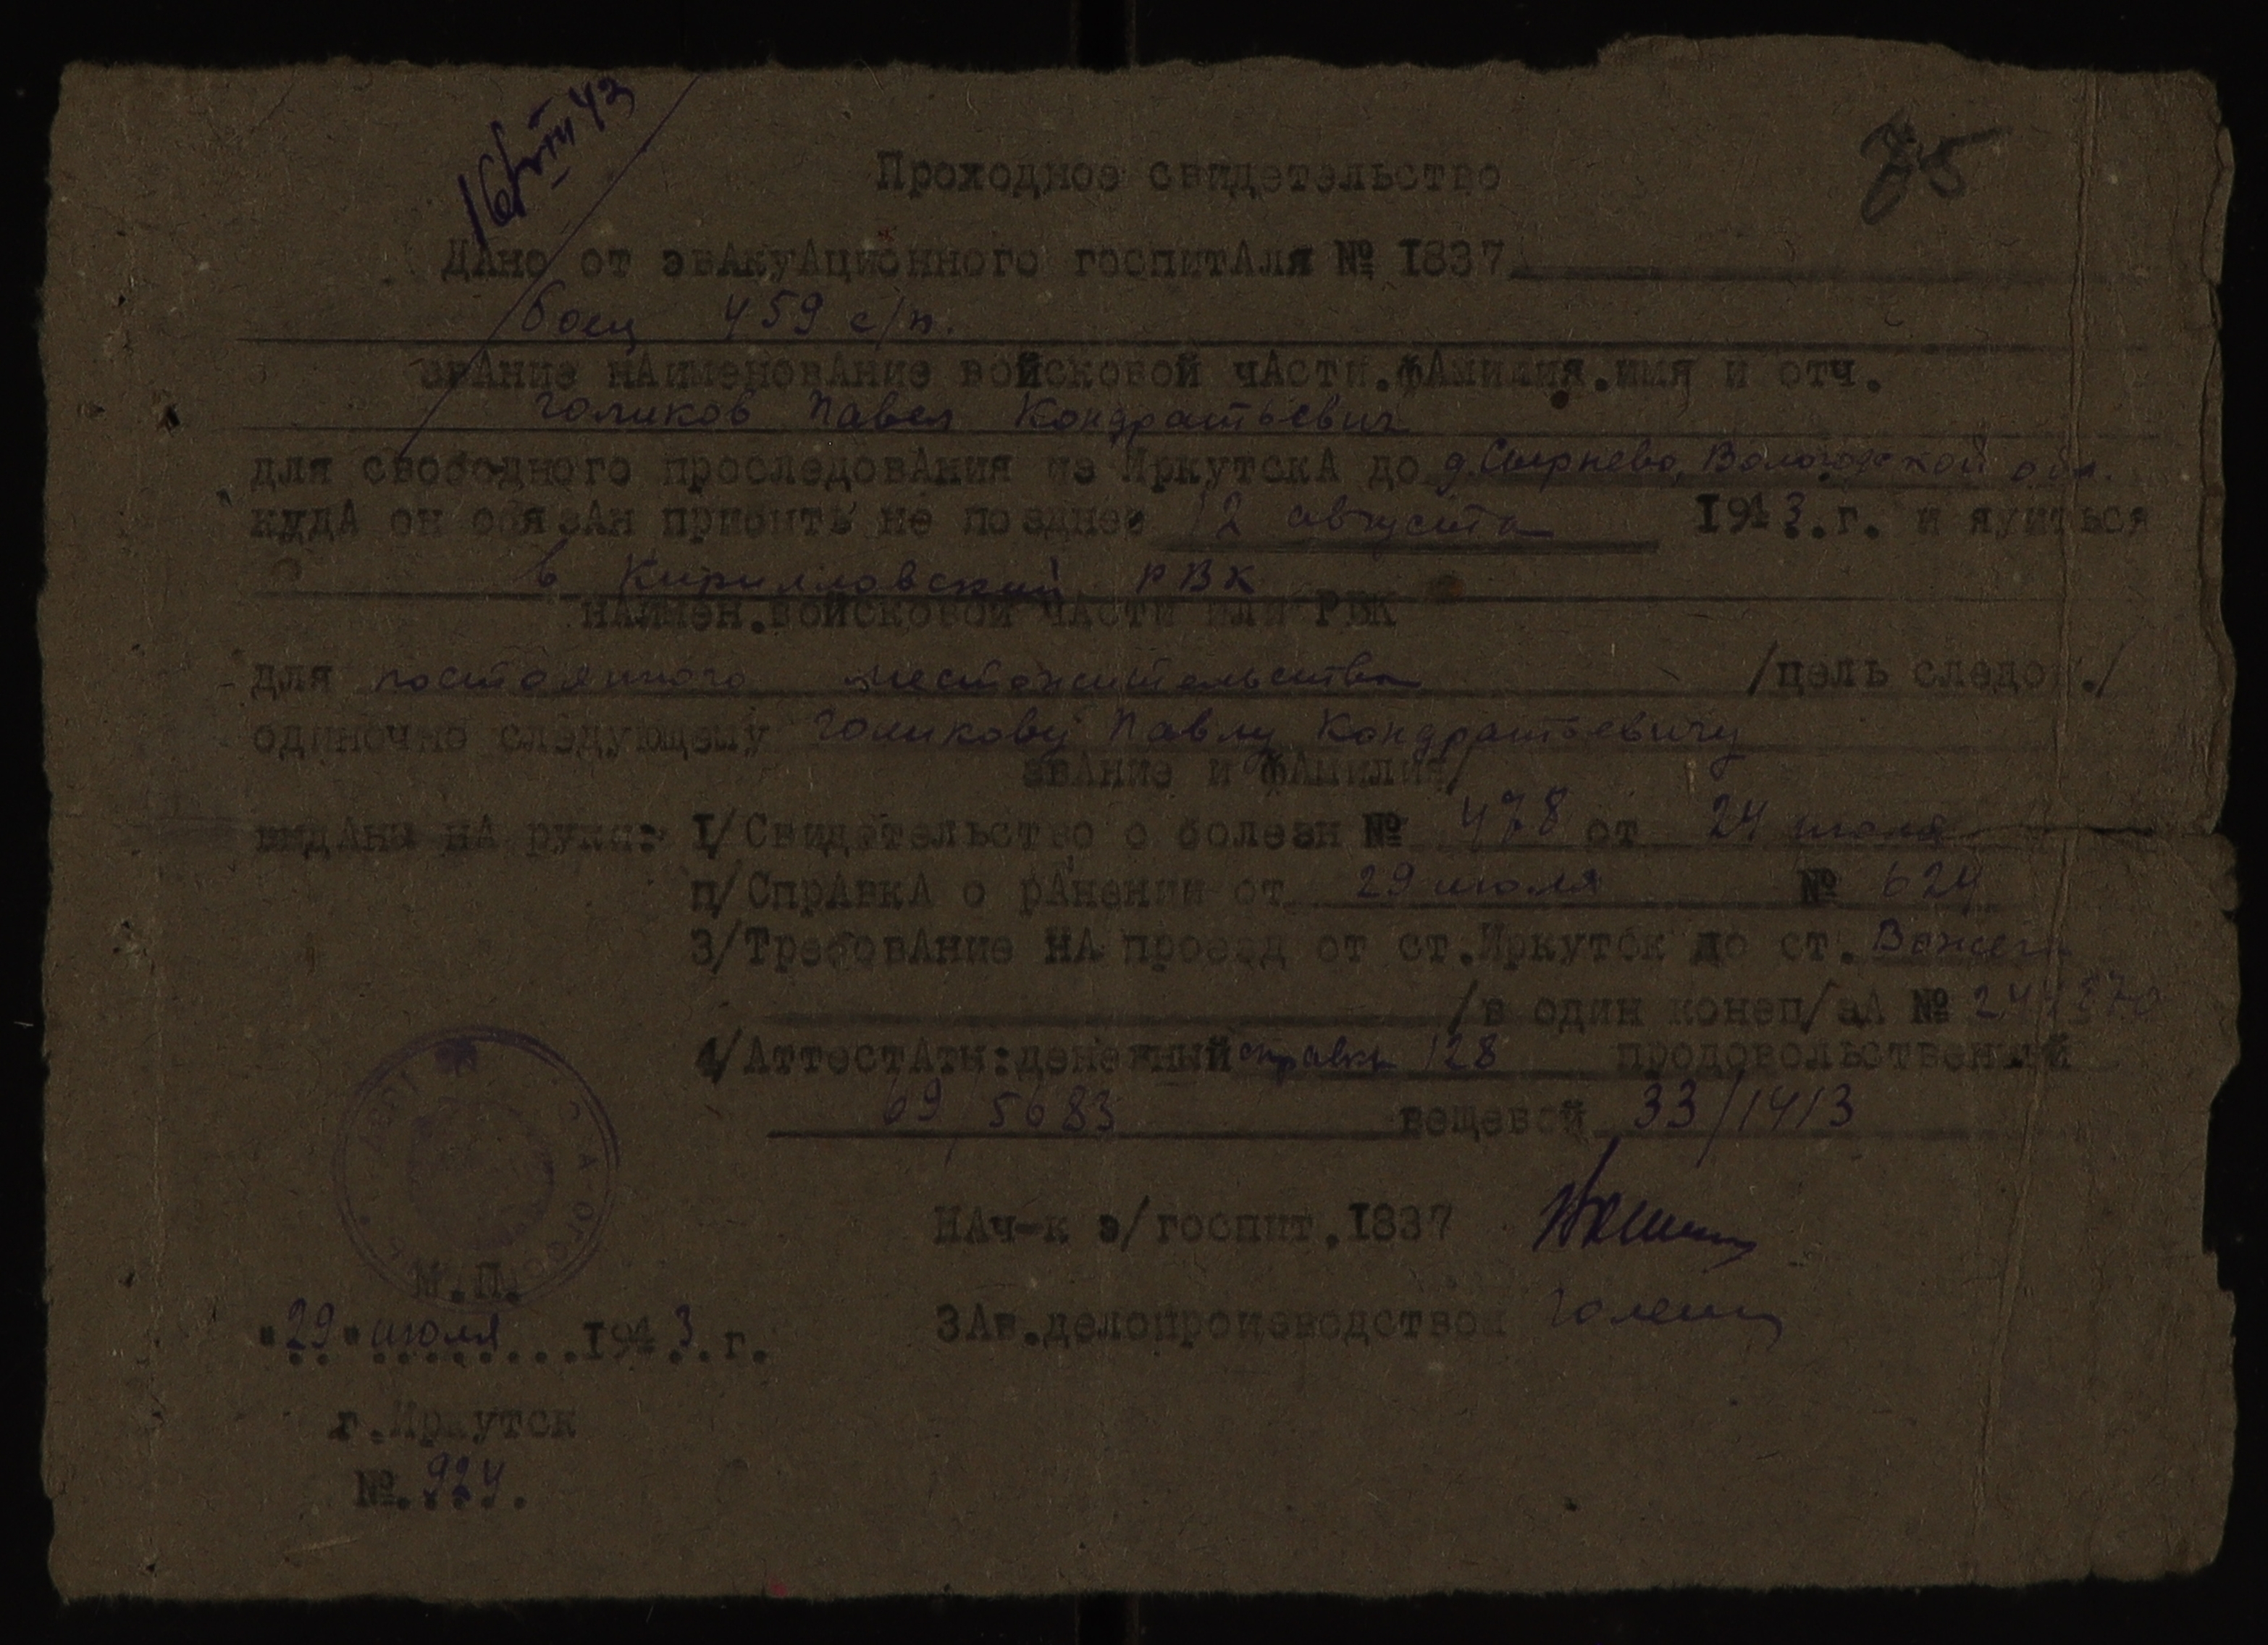 16/VIII 43
Проходное свидетельство
Дано от эвакуационного госпиталя № 1837
боец 459 с/п.
звание наименование войсковой части.фамилия.имя и отч.
Голиков Павел Кондратьевич
для свободного проследования из Иркутска до д. Сырнево, Вологодской обл.
куда он обязан прибыть не позднее 12 августа 1943.г. и явиться
в Кирилловский РВК
наимен.войсковой части или РВК
для постоянного местожительства /цель следов./
одиночно следующему Голикову Павлу Кондратьевичу
звание и фамилия/
выданы на руки: I/Свидетельство о болезн № 478 от 24 июля
п/Справка о ранении от 29 июля № 624
3/Требование на проезд от ст.Иркутск до ст. Вожега
/в один конец/за №
4/Аттестаты:денежный справка 128 продовольственный
69/5683 вещевой 33/1413
Нач-к э/госпит.1837
Зав.делопроизводством
М.П.
"29" июля 1943.г.
г.Иркутск
№.924.